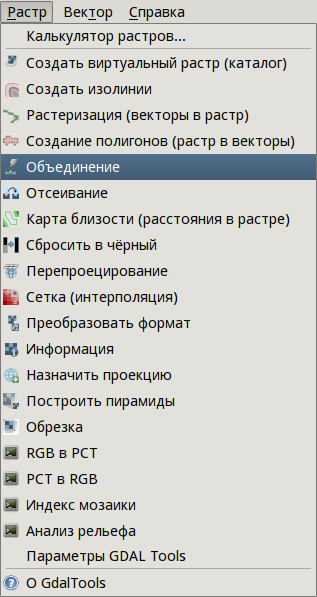 Растр Вектор Справка
Калькулятор растров...
Создать виртуальный растр (каталог)
Создать изолинии
Растеризация (векторы в растр)
Создание полигонов (растр в векторы)
Объединение
Отсеивание
Карта близости (расстояния в растре)
Сбросить в чёрный
Перепроецирование
Сетка (интерполяция)
Преобразовать формат
Информация
Назначить проекцию
Построить пирамиды
Обрезка
RGB в PCT
PCT в RGB
Индекс мозаики
Анализ рельефа
Параметры GDAL Tools
О GdalTools